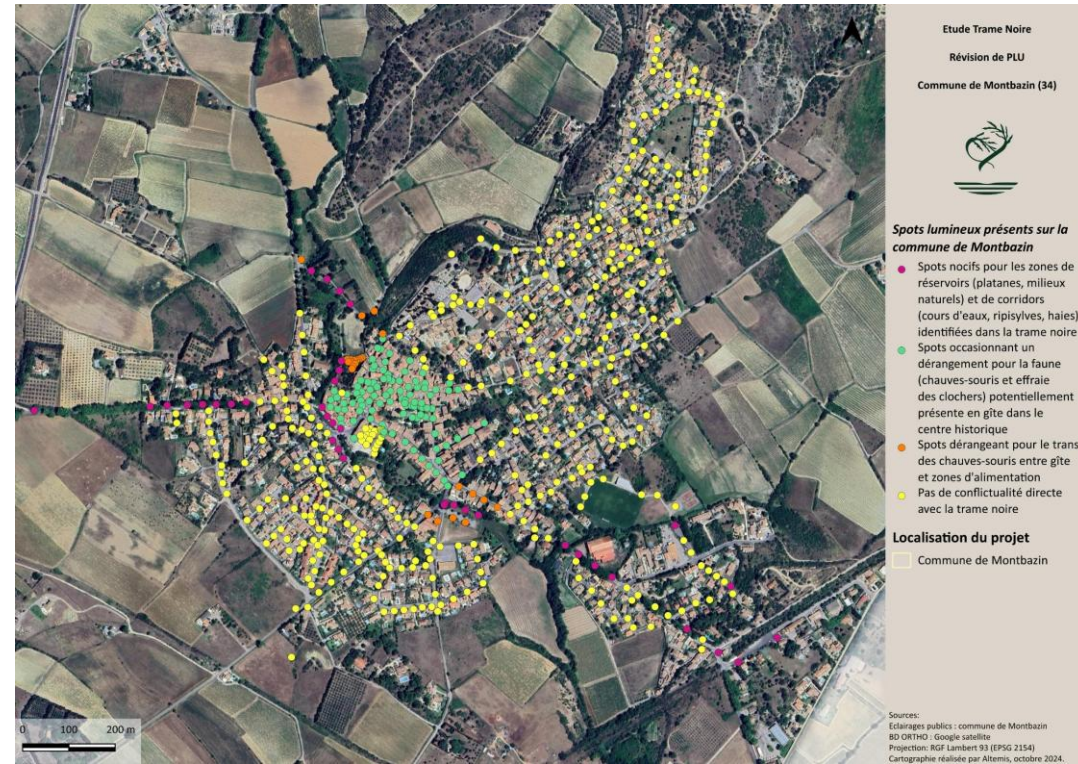 Etude Trame Noire
Révision de PLU
Commune de Montbazin (34)
Spots lumineux présents sur la
commune de Montbazin
Spots nocifs pour les zones de
réservoirs (platanes, milieux
naturels) et de corridors
(cours d'eaux, ripisylves, haies)
identifiées dans la trame noire
Spots occasionnant un
dérangement pour la faune
(chauves-souris et effraie
des clochers) potentiellement
présente en gîte dans le
centre historique
Spots dérangeant pour le trans
des chauves-souris entre gîte
et zones d'alimentation
Pas de conflictualité directe
avec la trame noire
Localisation du projet
Commune de Montbazin
0 100 200 m
Sources:
Eclairages publics : commune de Montbazin
BD ORTHO : Google satellite
Projection: RGF Lambert 93 (EPSG 2154)
Cartographie réalisée par Altemis, octobre 2024.